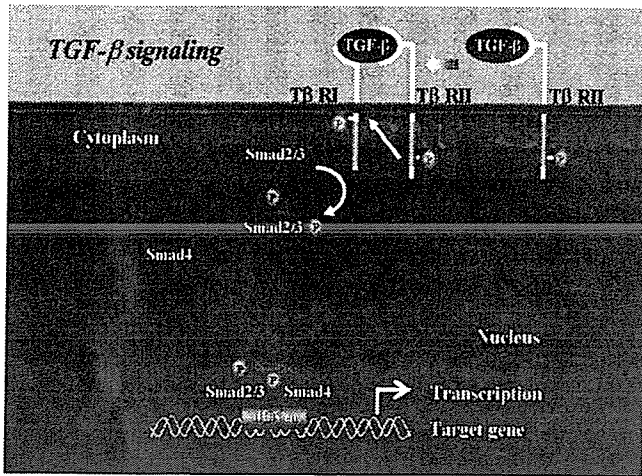 TGF-β signaling
TGF-β
TGF-β
Tβ RI
Tβ RII
Tβ RII
P
P
P
Cytoplasm
Smad2/3
P
Smad2/3
P
Smad4
Nucleus
P
P
Smad2/3
Smad4
Transcription
Target gene